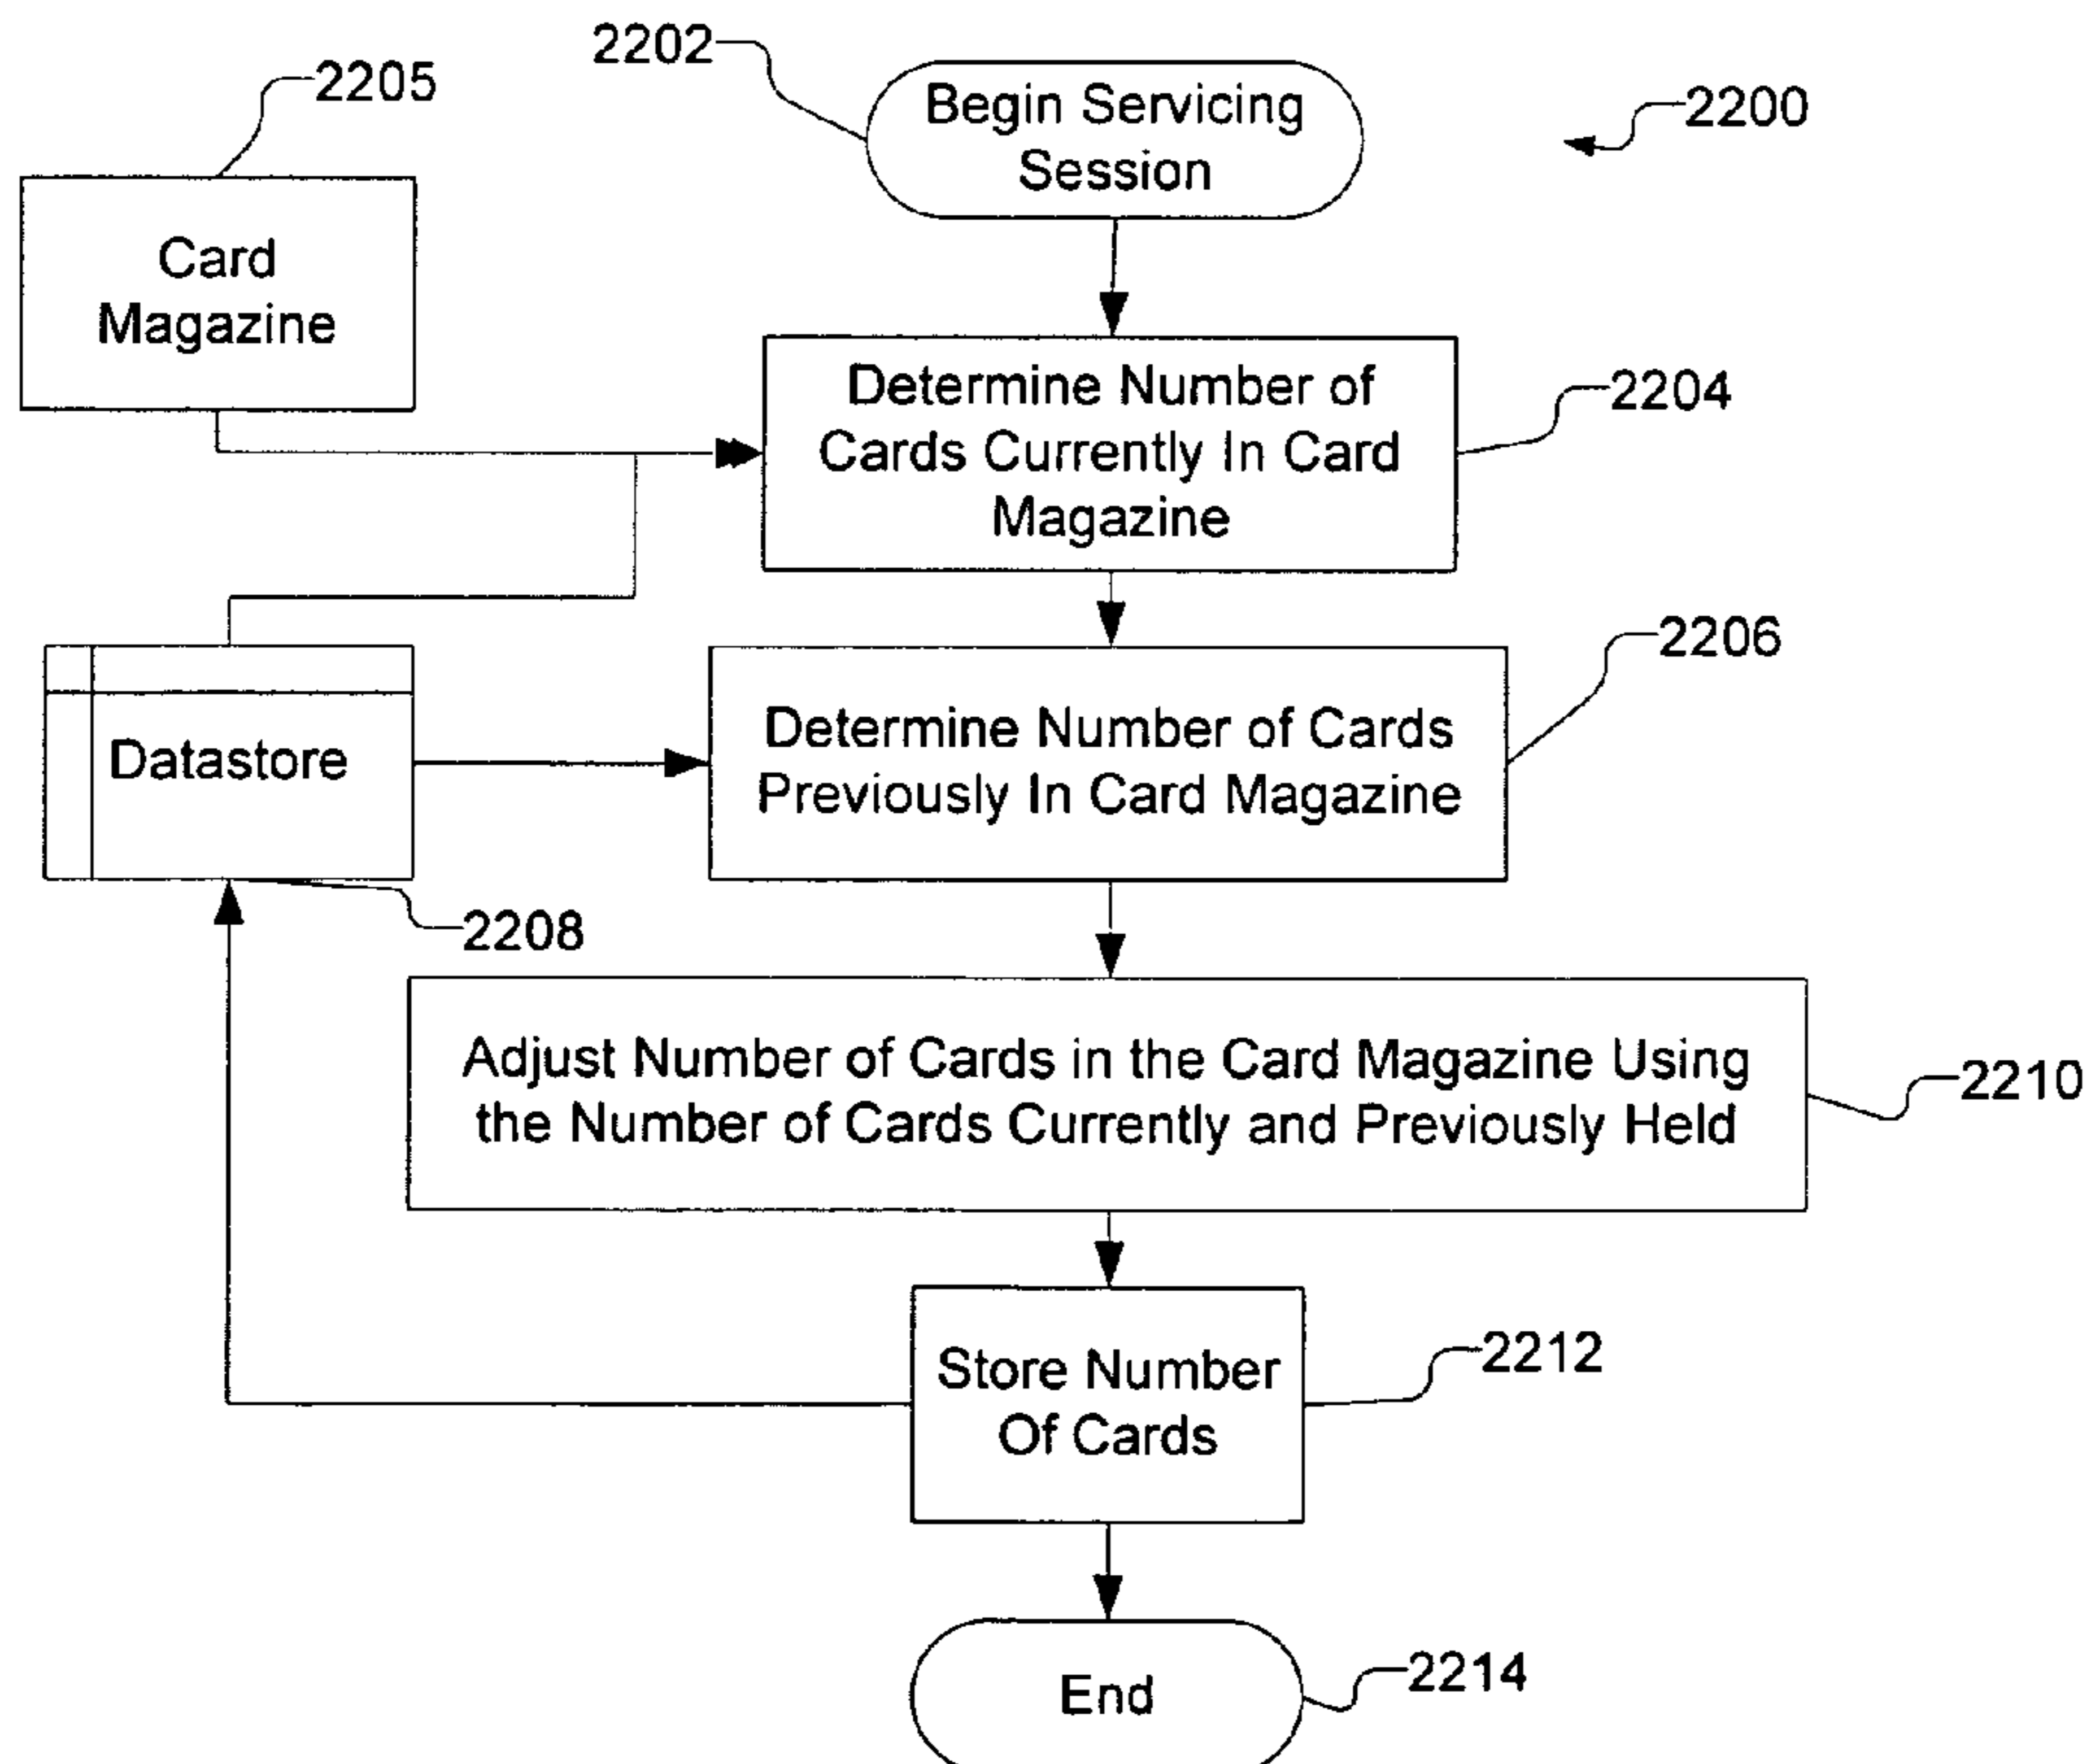 2202
2205
Begin Servicing
Session
2200
Card
Magazine
Determine Number of
Cards Currently In Card
Magazine
2204
2206
Datastore
Determine Number of Cards
Previously In Card Magazine
2208
Adjust Number of Cards in the Card Magazine Using
the Number of Cards Currently and Previously Held
2210
Store Number
Of Cards
2212
End
2214